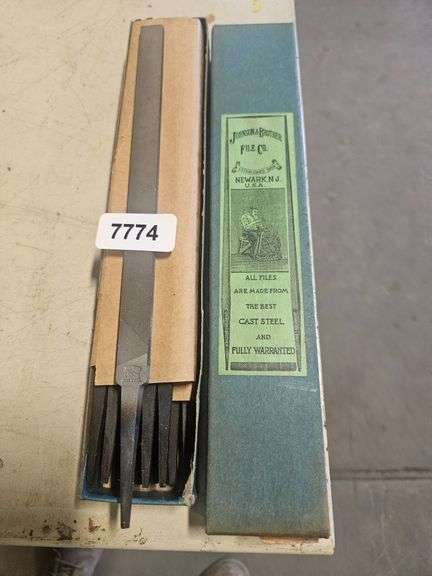 7774
JOHNSON & BROTHER
FILE CO.
NEWARK, N.J.
U.S.A.
ALL FILES
ARE MADE FROM
THE BEST
CAST STEEL
AND
FULLY WARRANTED